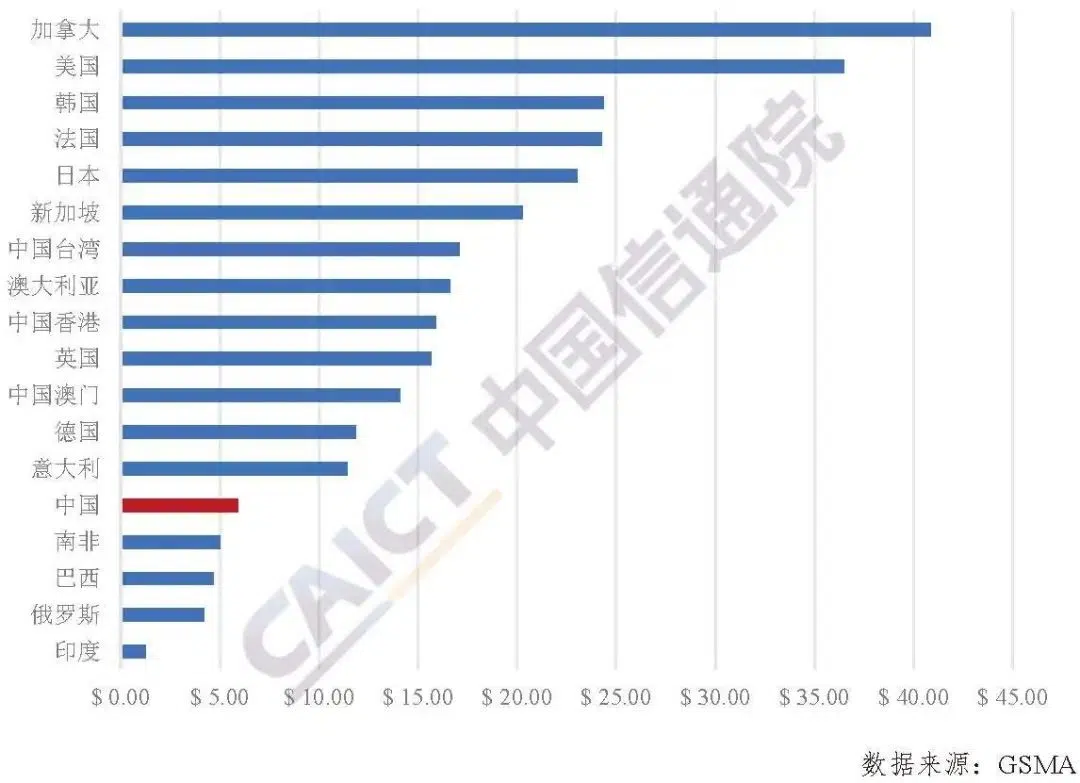 加拿大
美国
韩国
法国
日本
新加坡
中国台湾
澳大利亚
中国香港
英国
中国澳门
德国
意大利
中国
南非
巴西
俄罗斯
印度
$ 0.00 $ 5.00 $ 10.00 $ 15.00 $ 20.00 $ 25.00 $ 30.00 $ 35.00 $ 40.00 $ 45.00
CAICT 中国信通院
数据来源：GSMA